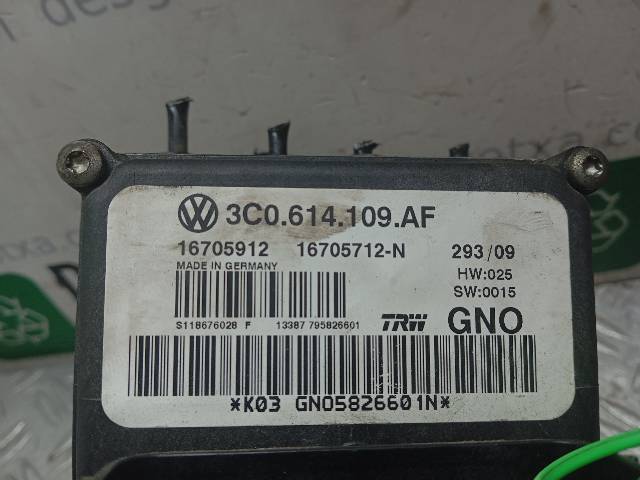 3C0.614.109.AF
16705912 16705712-N 293/09
MADE IN GERMANY HW:025
SW:0015
S118676028 F 13387 795826601 TRW GNO
*K03 GNO5826601N*